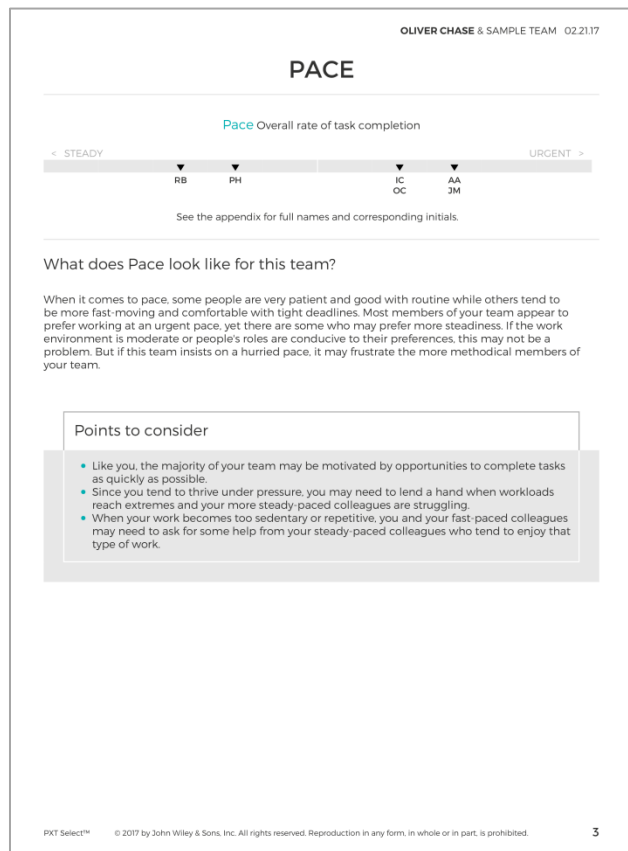 OLIVER CHASE & SAMPLE TEAM 02.21.17
PACE
Pace Overall rate of task completion
< STEADY URGENT >
RB PH IC AA
OC JM
See the appendix for full names and corresponding initials.
What does Pace look like for this team?
When it comes to pace, some people are very patient and good with routine while others tend to
be more fast-moving and comfortable with tight deadlines. Most members of your team appear to
prefer working at an urgent pace, yet there are some who may prefer more steadiness. If the work
environment is moderate or people's roles are conducive to their preferences, this may not be a
problem. But if this team insists on a hurried pace, it may frustrate the more methodical members of
your team.
Points to consider
• Like you, the majority of your team may be motivated by opportunities to complete tasks
as quickly as possible.
• Since you tend to thrive under pressure, you may need to lend a hand when workloads
reach extremes and your more steady-paced colleagues are struggling.
• When your work becomes too sedentary or repetitive, you and your fast-paced colleagues
may need to ask for some help from your steady-paced colleagues who tend to enjoy that
type of work.
PXT Select™ © 2017 by John Wiley & Sons, Inc. All rights reserved. Reproduction in any form, in whole or in part, is prohibited. 3